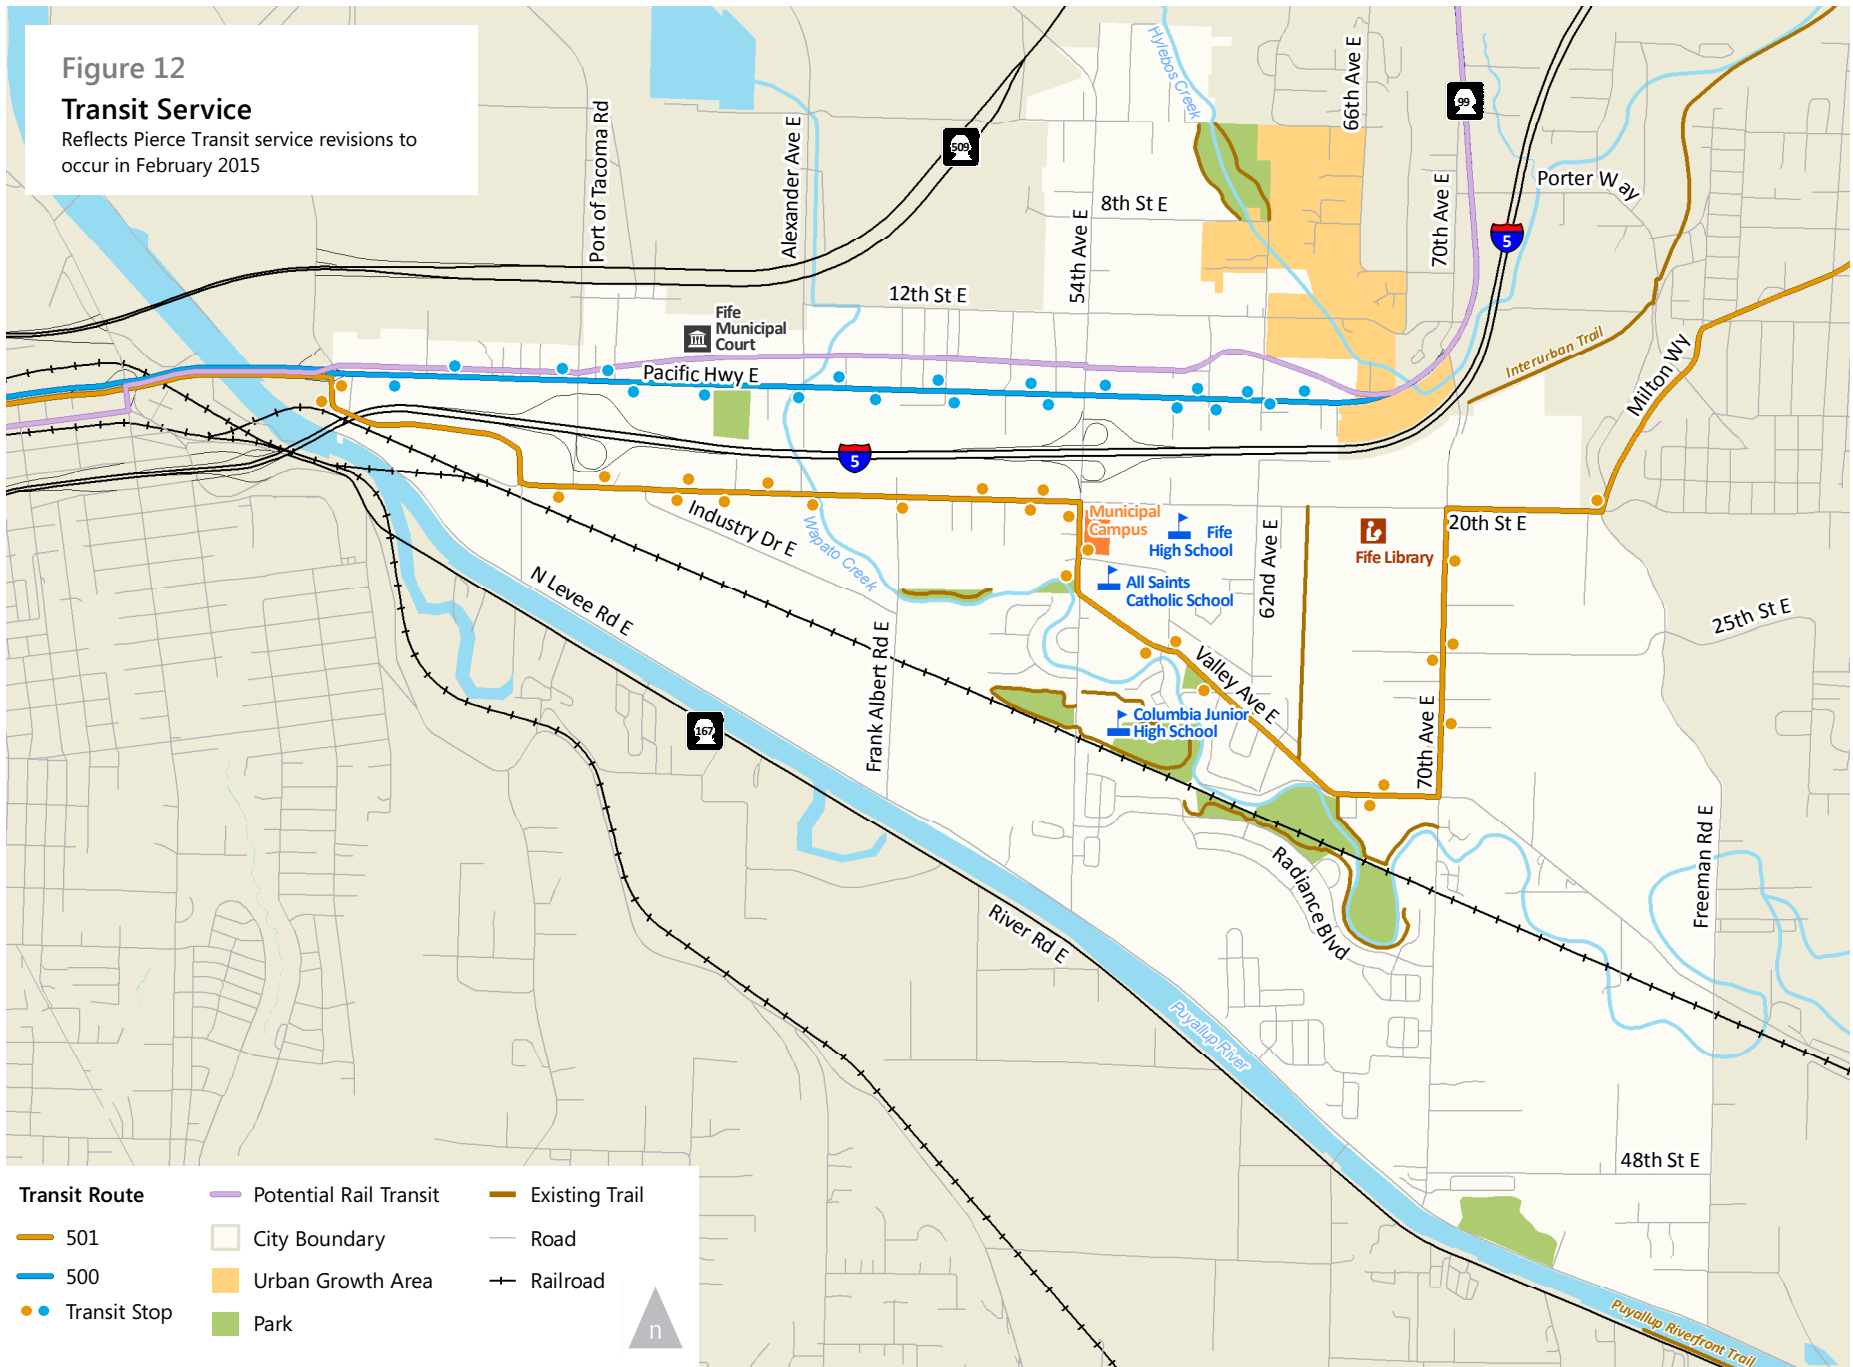 Figure 12
Transit Service
Reflects Pierce Transit service revisions to
occur in February 2015
Port of Tacoma Rd
Alexander Ave E
509
Hylebos Creek
66th Ave E
99
70th Ave E
Porter Way
5
8th St E
54th Ave E
12th St E
Fife
Municipal
Court
Pacific Hwy E
Interurban Trail
Milton Wy
5
Industry Dr E
Wapato Creek
Municipal
Campus
Fife
High School
All Saints
Catholic School
62nd Ave E
Fife Library
20th St E
25th St E
N Levee Rd E
Frank Albert Rd E
Valley Ave E
Columbia Junior
High School
70th Ave E
167
Radiance Blvd
Freeman Rd E
River Rd E
Puyallup River
48th St E
Puyallup Riverfront Trail
Transit Route
501
500
Transit Stop
Potential Rail Transit
City Boundary
Urban Growth Area
Park
Existing Trail
Road
Railroad
n